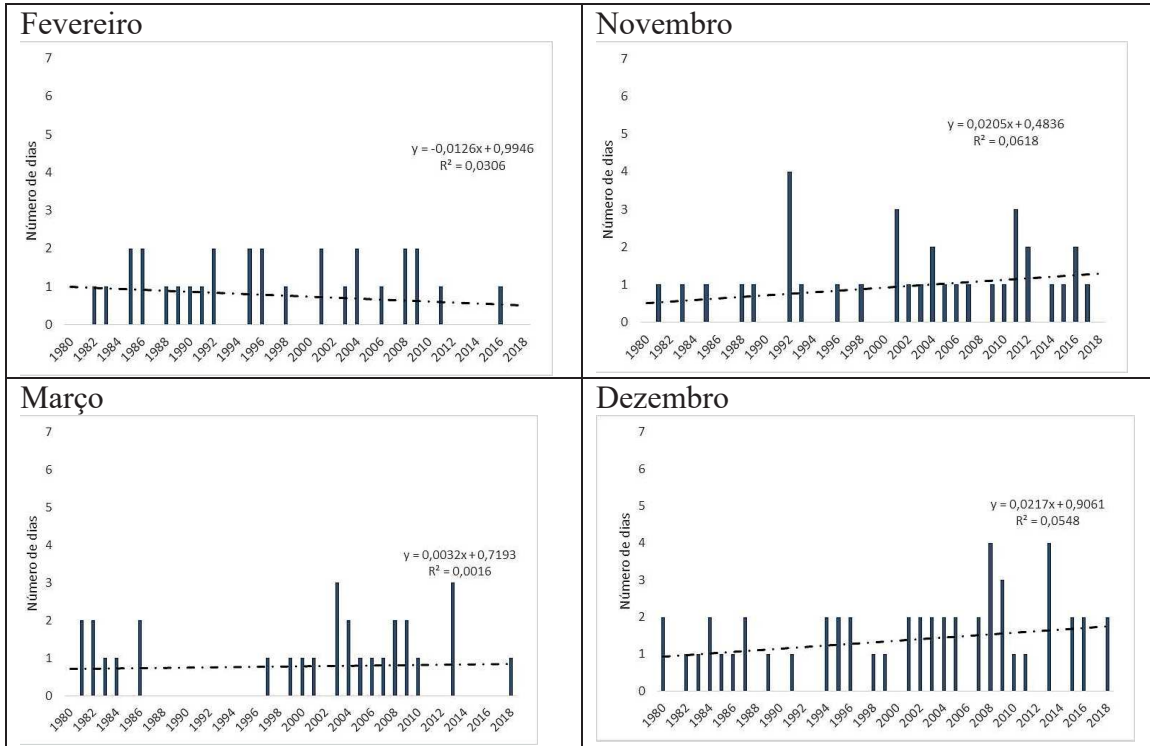 Fevereiro
Número de dias
7
6
5
4
3
2
1
0
y = -0,0126x + 0,9946
R² = 0,0306
1980 1982 1984 1986 1988 1990 1992 1994 1996 1998 2000 2002 2004 2006 2008 2010 2012 2014 2016 2018
Novembro
Número de dias
7
6
5
4
3
2
1
0
y = 0,0205x + 0,4836
R² = 0,0618
1980 1982 1984 1986 1988 1990 1992 1994 1996 1998 2000 2002 2004 2006 2008 2010 2012 2014 2016 2018
Março
Número de dias
7
6
5
4
3
2
1
0
y = 0,0032x + 0,7193
R² = 0,0016
1980 1982 1984 1986 1988 1990 1992 1994 1996 1998 2000 2002 2004 2006 2008 2010 2012 2014 2016 2018
Dezembro
Número de dias
7
6
5
4
3
2
1
0
y = 0,0217x + 0,9061
R² = 0,0548
1980 1982 1984 1986 1988 1990 1992 1994 1996 1998 2000 2002 2004 2006 2008 2010 2012 2014 2016 2018